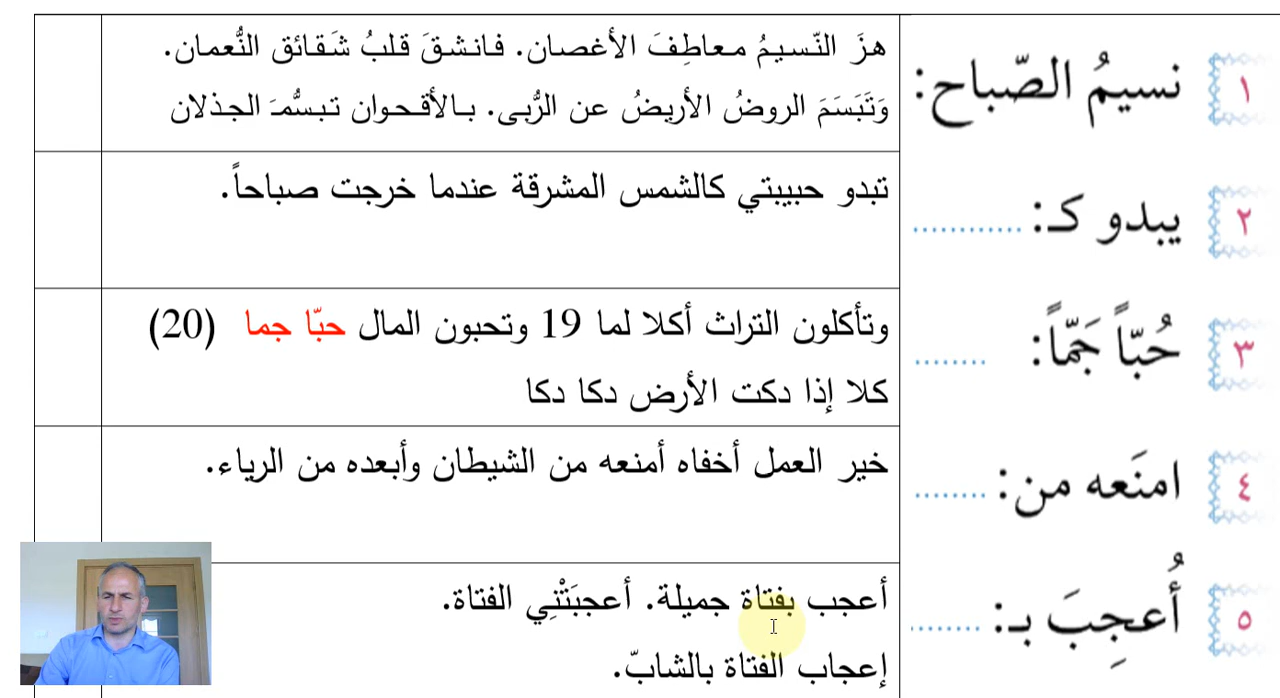 ١ نسيمُ الصّباح:
هزَ النّسيمُ معاطِفَ الأغصان. فانشقَ قلبُ شَقائق النُّعمان.
وَتَبَسَمَ الروضُ الأريضُ عن الرُّبى. بالأقحوان تبسُّمَ الجذلان
٢ يبدو كـ: ............
تبدو حبيبتي كالشمس المشرقة عندما خرجت صباحاً.
٣ حُبّاً جَمّاً: ........
وتأكلون التراث أكلا لما 19 وتحبون المال حبّا جما (20)
كلا إذا دكت الأرض دكا دكا
٤ امنَعه من: ........
خير العمل أخفاه أمنعه من الشيطان وأبعده من الرياء.
٥ أُعجِبَ بـ: ........
أعجب بفتاة جميلة. أعجبَتْنِي الفتاة.
إعجاب الفتاة بالشابّ.